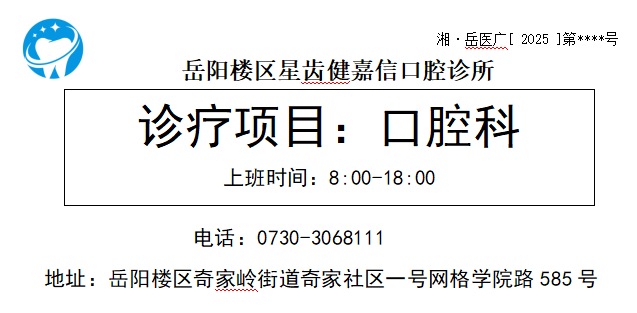 湘·岳医广[ 2025 ]第****号
岳阳楼区星齿健嘉信口腔诊所
诊疗项目：口腔科
上班时间：8:00-18:00
电话：0730-3068111
地址：岳阳楼区奇家岭街道奇家社区一号网格学院路 585 号